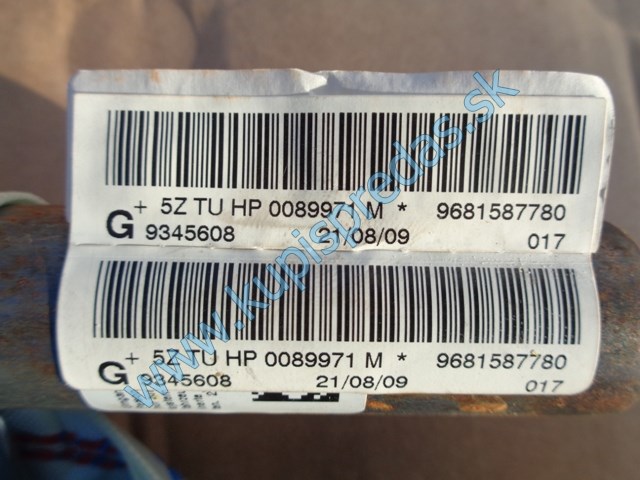 + 5Z TU HP 0089971 M * 9681587780
G 9345608 21/08/09 017
+ 5Z TU HP 0089971 M * 9681587780
G 9345608 21/08/09 017
www.kupispredas.sk